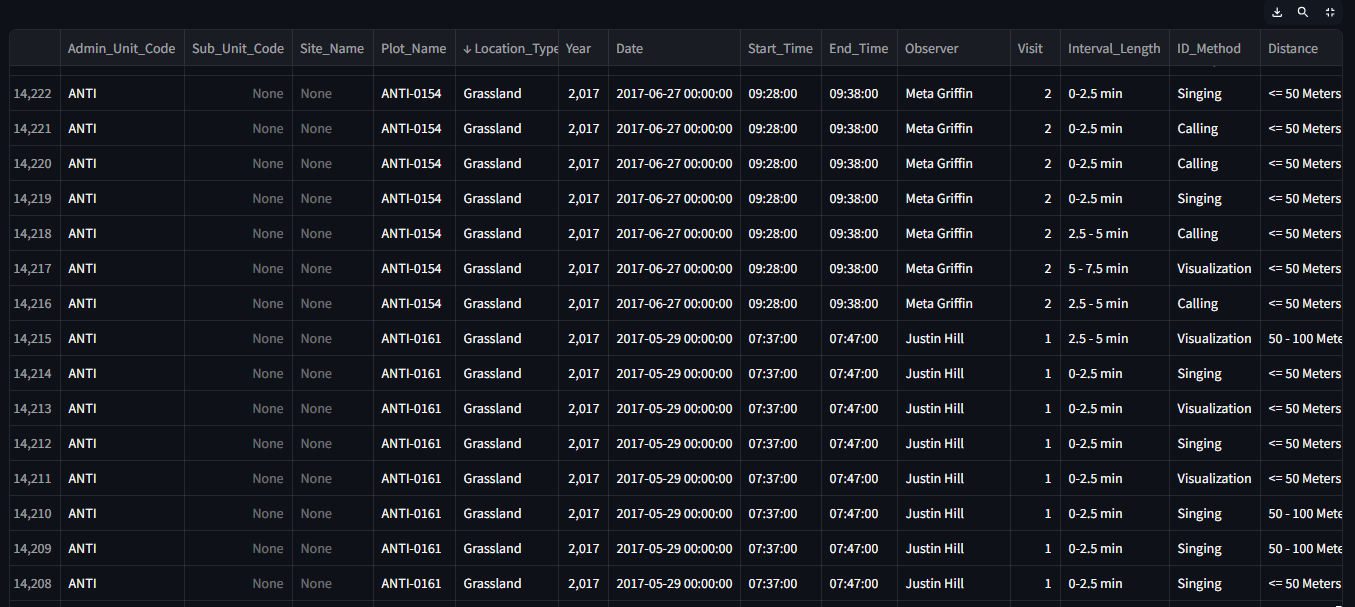 Admin_Unit_Code Sub_Unit_Code Site_Name Plot_Name ↓ Location_Type Year Date Start_Time End_Time Observer Visit Interval_Length ID_Method Distance
14,222 ANTI None None ANTI-0154 Grassland 2,017 2017-06-27 00:00:00 09:28:00 09:38:00 Meta Griffin 2 0-2.5 min Singing <= 50 Meters
14,221 ANTI None None ANTI-0154 Grassland 2,017 2017-06-27 00:00:00 09:28:00 09:38:00 Meta Griffin 2 0-2.5 min Calling <= 50 Meters
14,220 ANTI None None ANTI-0154 Grassland 2,017 2017-06-27 00:00:00 09:28:00 09:38:00 Meta Griffin 2 0-2.5 min Calling <= 50 Meters
14,219 ANTI None None ANTI-0154 Grassland 2,017 2017-06-27 00:00:00 09:28:00 09:38:00 Meta Griffin 2 0-2.5 min Singing <= 50 Meters
14,218 ANTI None None ANTI-0154 Grassland 2,017 2017-06-27 00:00:00 09:28:00 09:38:00 Meta Griffin 2 2.5 - 5 min Calling <= 50 Meters
14,217 ANTI None None ANTI-0154 Grassland 2,017 2017-06-27 00:00:00 09:28:00 09:38:00 Meta Griffin 2 5 - 7.5 min Visualization <= 50 Meters
14,216 ANTI None None ANTI-0154 Grassland 2,017 2017-06-27 00:00:00 09:28:00 09:38:00 Meta Griffin 2 2.5 - 5 min Calling <= 50 Meters
14,215 ANTI None None ANTI-0161 Grassland 2,017 2017-05-29 00:00:00 07:37:00 07:47:00 Justin Hill 1 2.5 - 5 min Visualization 50 - 100 Mete
14,214 ANTI None None ANTI-0161 Grassland 2,017 2017-05-29 00:00:00 07:37:00 07:47:00 Justin Hill 1 0-2.5 min Singing <= 50 Meters
14,213 ANTI None None ANTI-0161 Grassland 2,017 2017-05-29 00:00:00 07:37:00 07:47:00 Justin Hill 1 0-2.5 min Visualization <= 50 Meters
14,212 ANTI None None ANTI-0161 Grassland 2,017 2017-05-29 00:00:00 07:37:00 07:47:00 Justin Hill 1 0-2.5 min Singing <= 50 Meters
14,211 ANTI None None ANTI-0161 Grassland 2,017 2017-05-29 00:00:00 07:37:00 07:47:00 Justin Hill 1 0-2.5 min Visualization <= 50 Meters
14,210 ANTI None None ANTI-0161 Grassland 2,017 2017-05-29 00:00:00 07:37:00 07:47:00 Justin Hill 1 0-2.5 min Singing 50 - 100 Mete
14,209 ANTI None None ANTI-0161 Grassland 2,017 2017-05-29 00:00:00 07:37:00 07:47:00 Justin Hill 1 0-2.5 min Singing 50 - 100 Mete
14,208 ANTI None None ANTI-0161 Grassland 2,017 2017-05-29 00:00:00 07:37:00 07:47:00 Justin Hill 1 0-2.5 min Singing <= 50 Meters